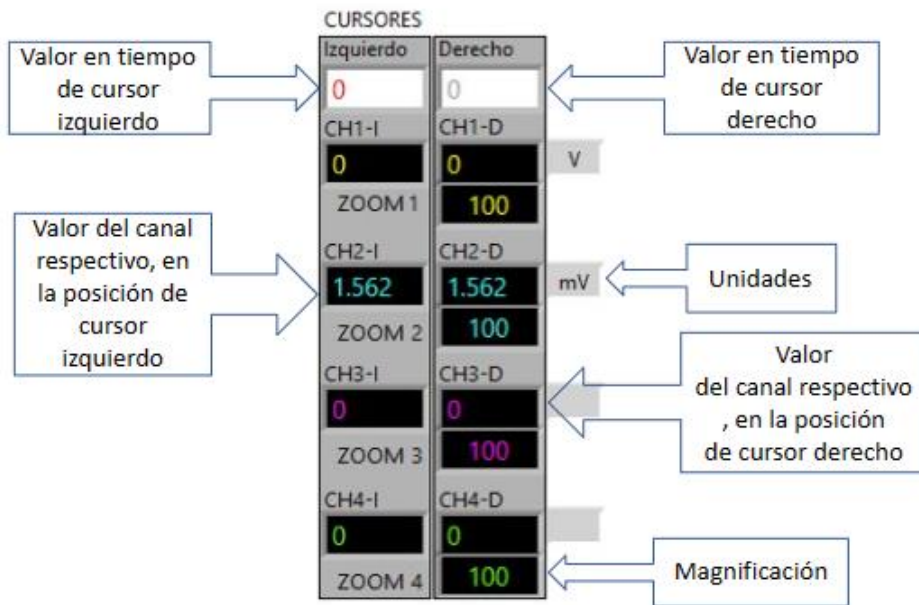 CURSORES
Izquierdo Derecho
Valor en tiempo
de cursor
izquierdo
0 0
Valor en tiempo
de cursor
derecho
CH1-I CH1-D
0 0 V
ZOOM 1 100
Valor del canal
respectivo, en
la posición de
cursor
izquierdo
CH2-I CH2-D
1.562 1.562 mV
Unidades
ZOOM 2 100
CH3-I CH3-D
0 0
Valor
del canal respectivo
, en la posición
de cursor derecho
ZOOM 3 100
CH4-I CH4-D
0 0
ZOOM 4 100
Magnificación